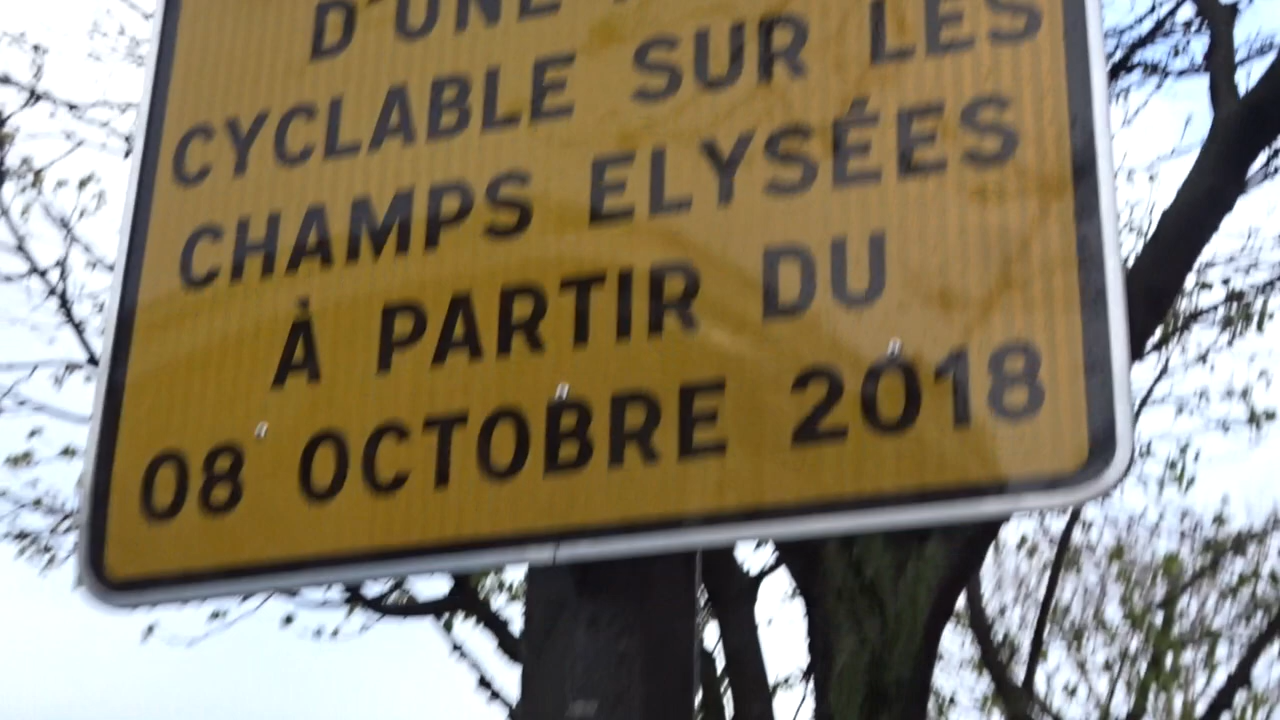 D'UNE
CYCLABLE SUR LES
CHAMPS ELYSÉES
À PARTIR DU
08 OCTOBRE 2018